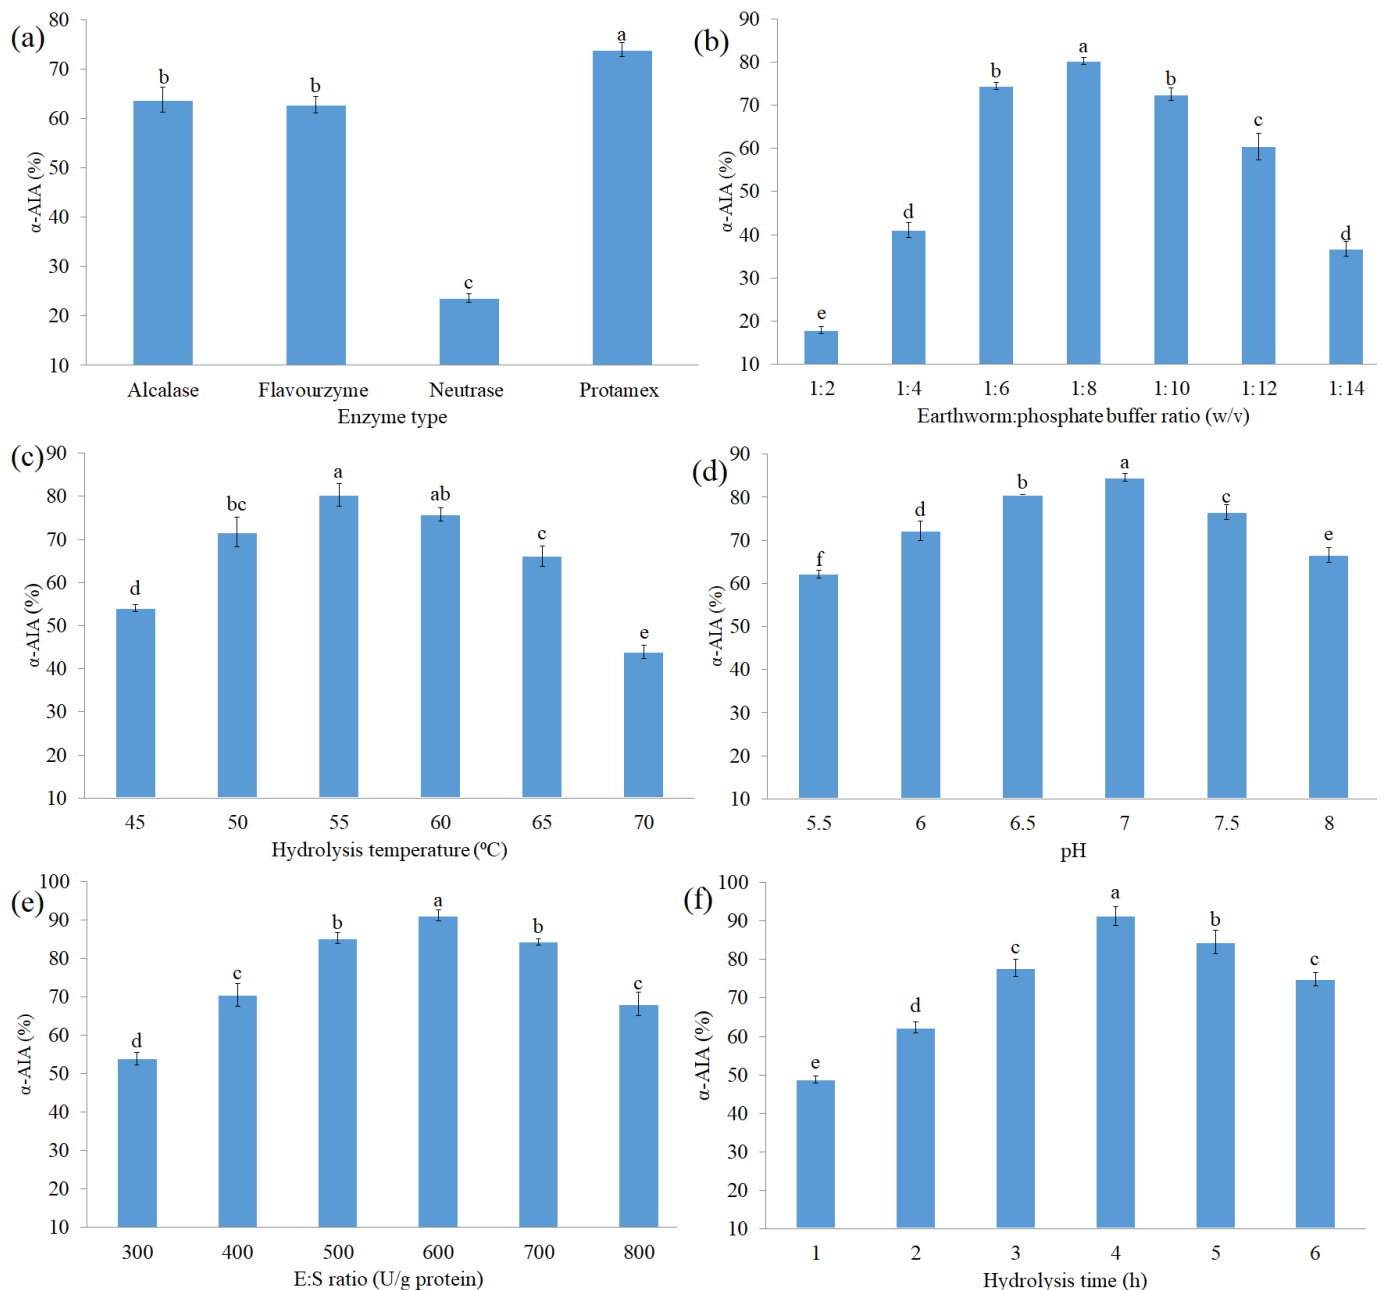 (a)
80
70
60
50
40
30
20
10
α-AIA (%)
b
b
c
a
Alcalase Flavourzyme Neutrase Protamex
Enzyme type
(b)
90
80
70
60
50
40
30
20
10
α-AIA (%)
e
d
b
a
b
c
d
1:2 1:4 1:6 1:8 1:10 1:12 1:14
Earthworm:phosphate buffer ratio (w/v)
(c)
90
80
70
60
50
40
30
20
10
α-AIA (%)
d
bc
a
ab
c
e
45 50 55 60 65 70
Hydrolysis temperature (ºC)
(d)
90
80
70
60
50
40
30
20
10
α-AIA (%)
f
d
b
a
c
e
5.5 6 6.5 7 7.5 8
pH
(e)
100
90
80
70
60
50
40
30
20
10
α-AIA (%)
d
c
b
a
b
c
300 400 500 600 700 800
E:S ratio (U/g protein)
(f)
100
90
80
70
60
50
40
30
20
10
α-AIA (%)
e
d
c
a
b
c
1 2 3 4 5 6
Hydrolysis time (h)